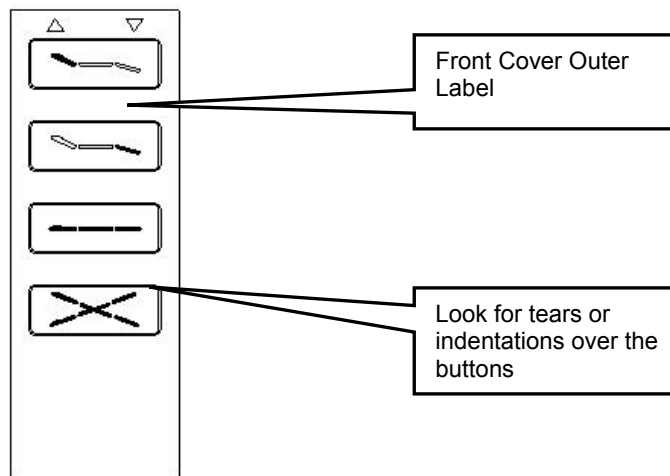 Front Cover Outer
Label
Look for tears or
indentations over the
buttons